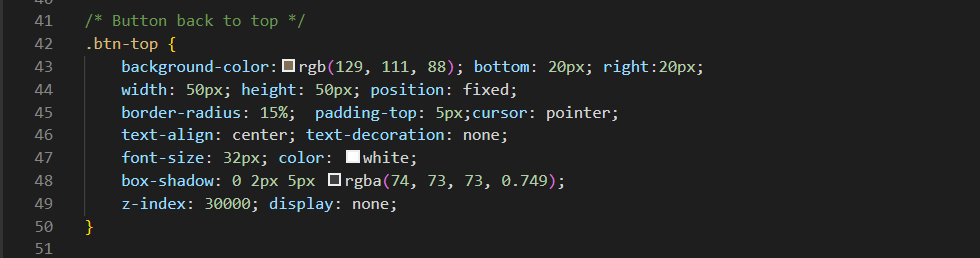 41 /* Button back to top */
42 .btn-top {
43 background-color: rgb(129, 111, 88); bottom: 20px; right:20px;
44 width: 50px; height: 50px; position: fixed;
45 border-radius: 15%;  padding-top: 5px;cursor: pointer;
46 text-align: center; text-decoration: none;
47 font-size: 32px; color: white;
48 box-shadow: 0 2px 5px rgba(74, 73, 73, 0.749);
49 z-index: 30000; display: none;
50 }
51